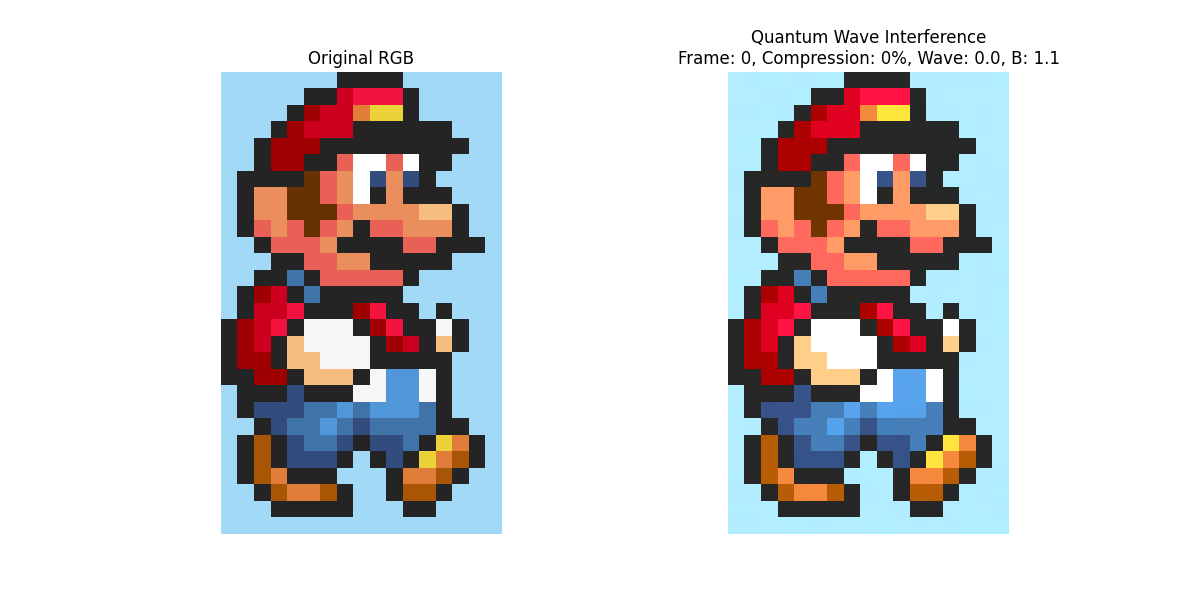 Original RGB
Quantum Wave Interference
Frame: 0, Compression: 0%, Wave: 0.0, B: 1.1